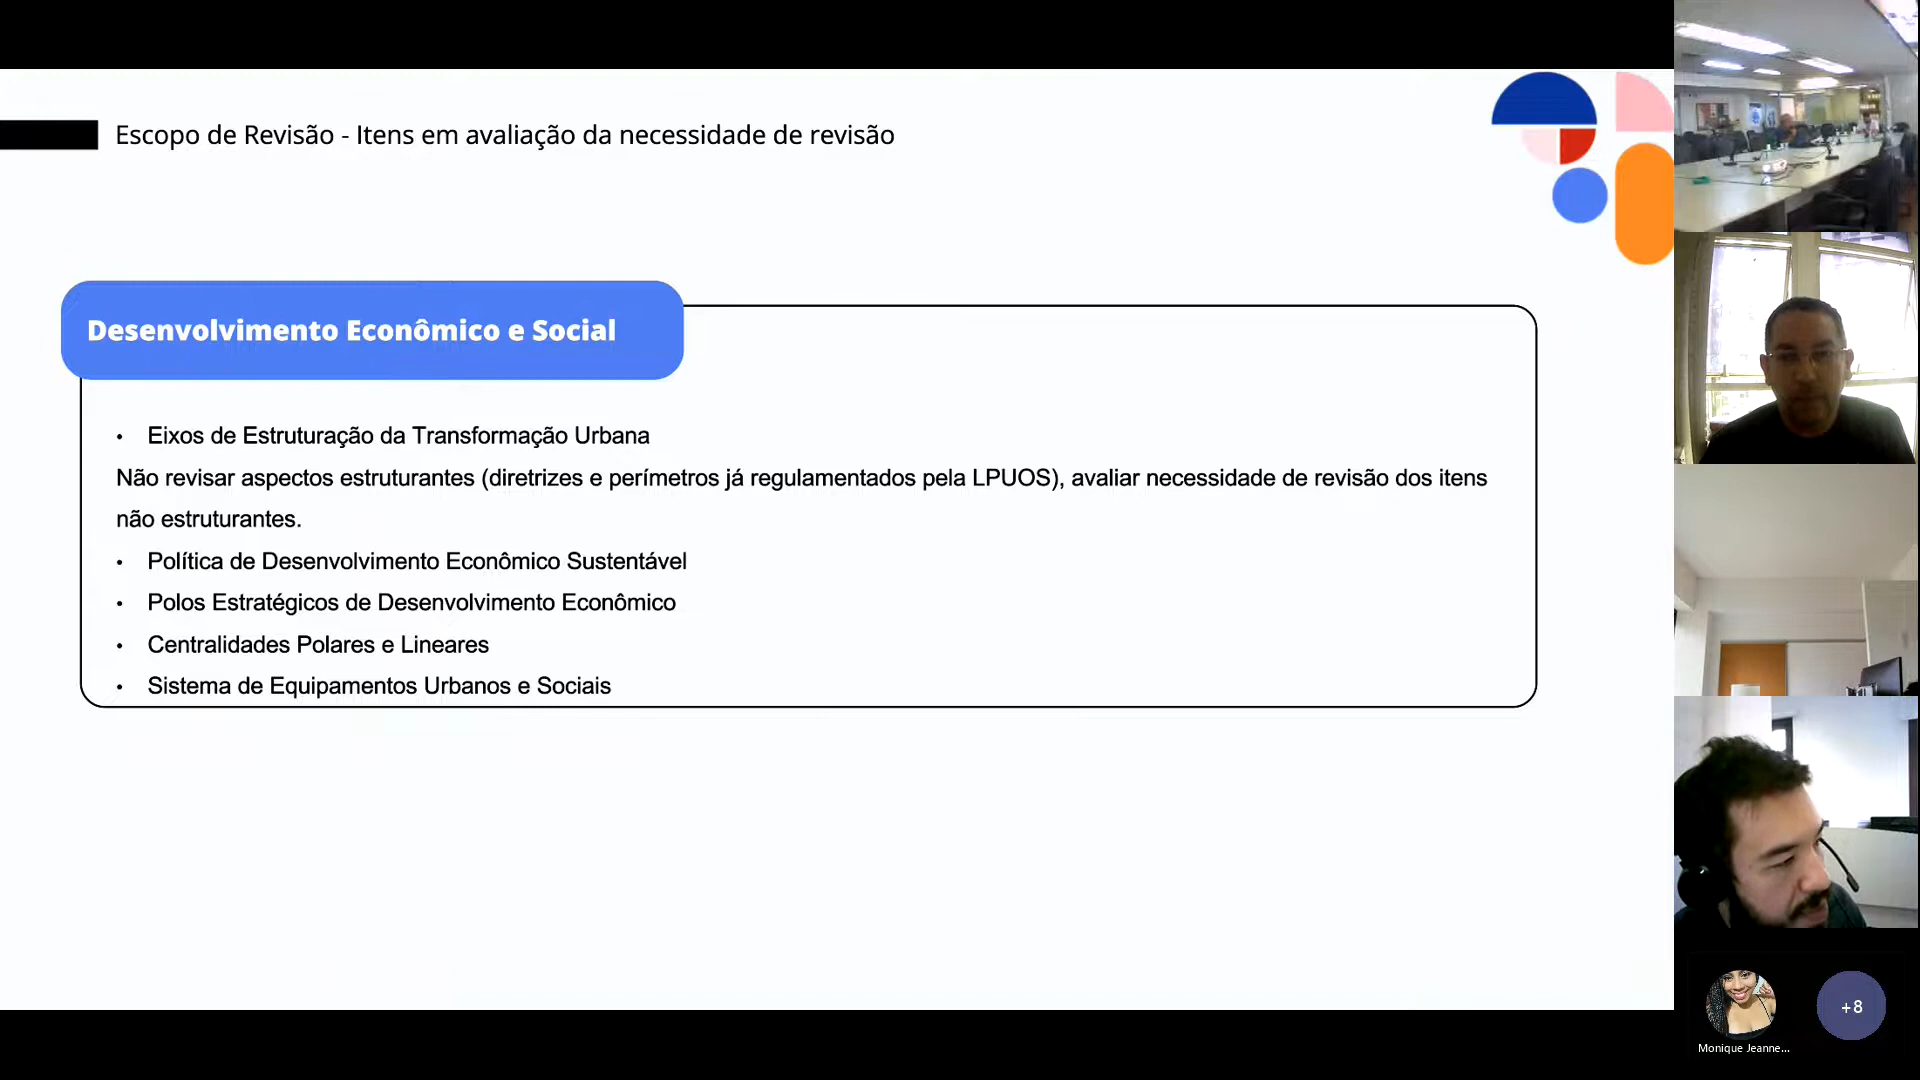 Escopo de Revisão - Itens em avaliação da necessidade de revisão
Desenvolvimento Econômico e Social
• Eixos de Estruturação da Transformação Urbana
Não revisar aspectos estruturantes (diretrizes e perímetros já regulamentados pela LPUOS), avaliar necessidade de revisão dos itens
não estruturantes.
• Política de Desenvolvimento Econômico Sustentável
• Polos Estratégicos de Desenvolvimento Econômico
• Centralidades Polares e Lineares
• Sistema de Equipamentos Urbanos e Sociais
+8
Monique Jeanne...